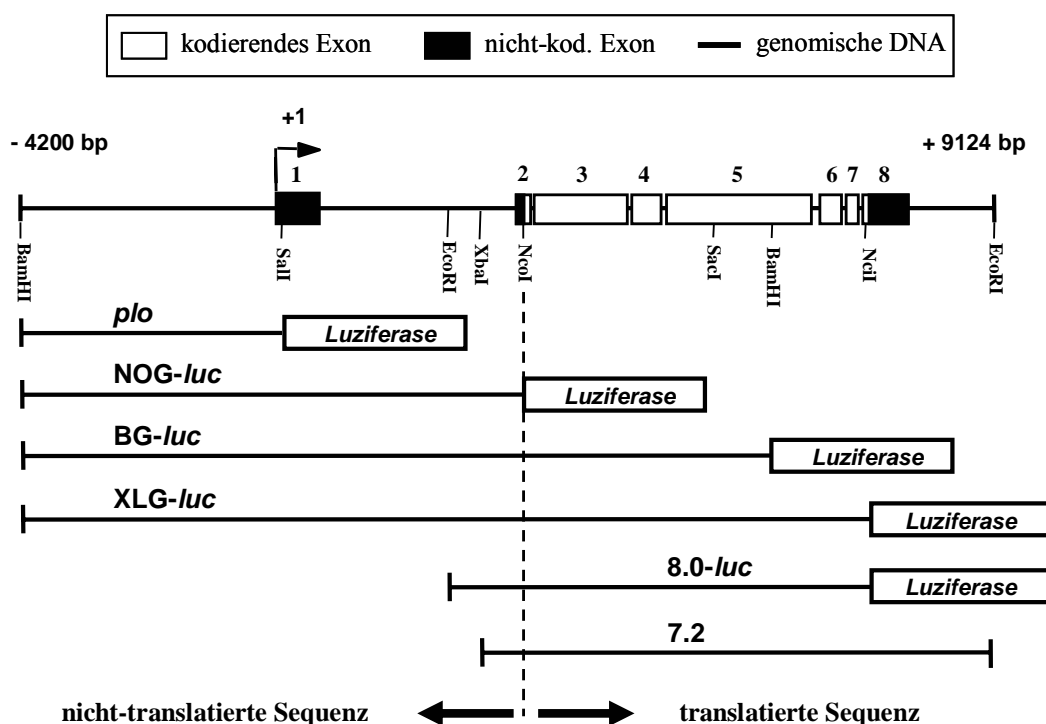 kodierendes Exon
nicht-kod. Exon
genomische DNA
- 4200 bp
+1
+ 9124 bp
1
2
3
4
5
6
7
8
BamHI
SalI
EcoRI
XbaI
NcoI
SacI
BamHI
NciI
EcoRI
plo
Luziferase
NOG-luc
Luziferase
BG-luc
Luziferase
XLG-luc
Luziferase
8.0-luc
Luziferase
7.2
nicht-translatierte Sequenz
translatierte Sequenz